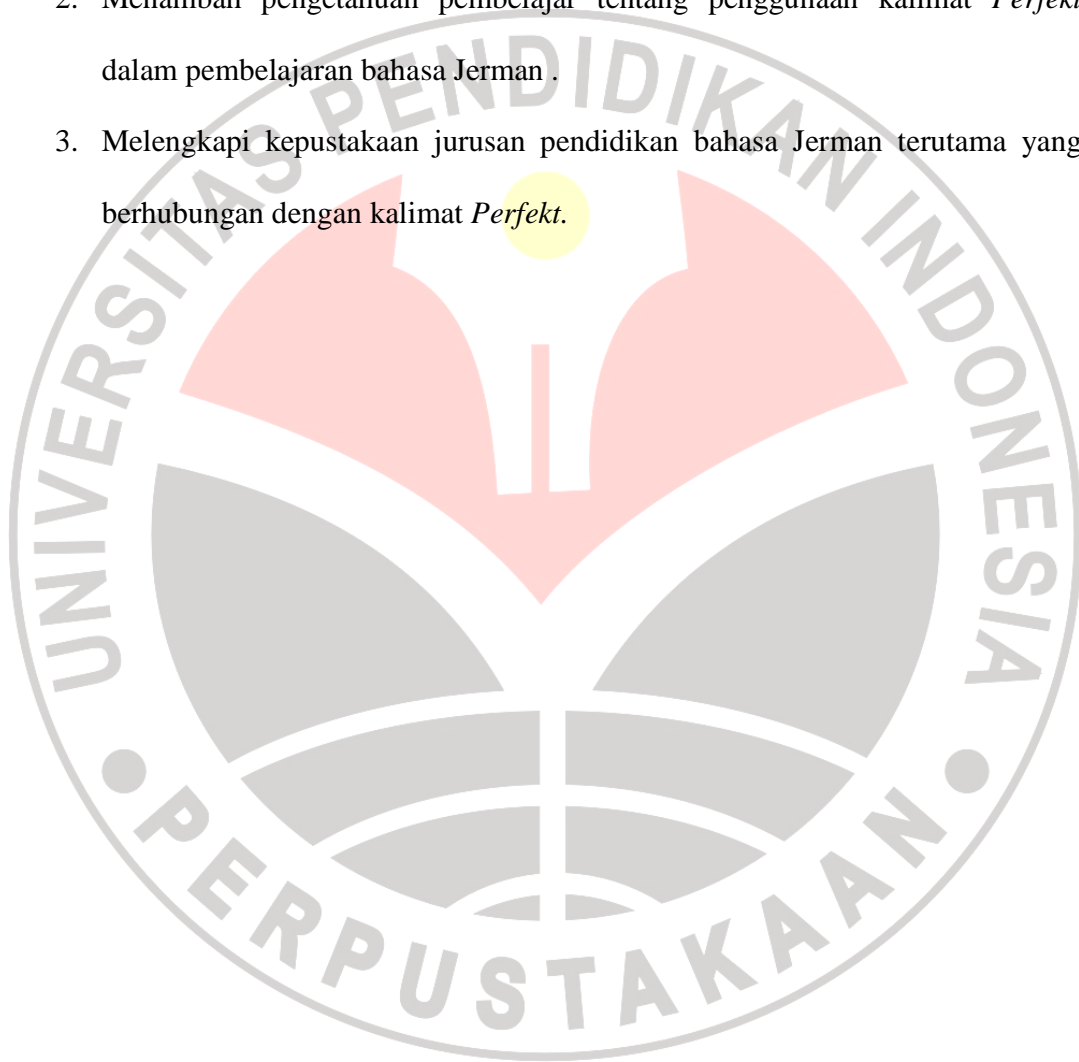 2. Menambah pengetahuan pembelajar tentang penggunaan kalimat Perfekt
dalam pembelajaran bahasa Jerman .
3. Melengkapi kepustakaan jurusan pendidikan bahasa Jerman terutama yang
berhubungan dengan kalimat Perfekt.
UNIVERSITAS PENDIDIKAN INDONESIA
PERPUSTAKAAN